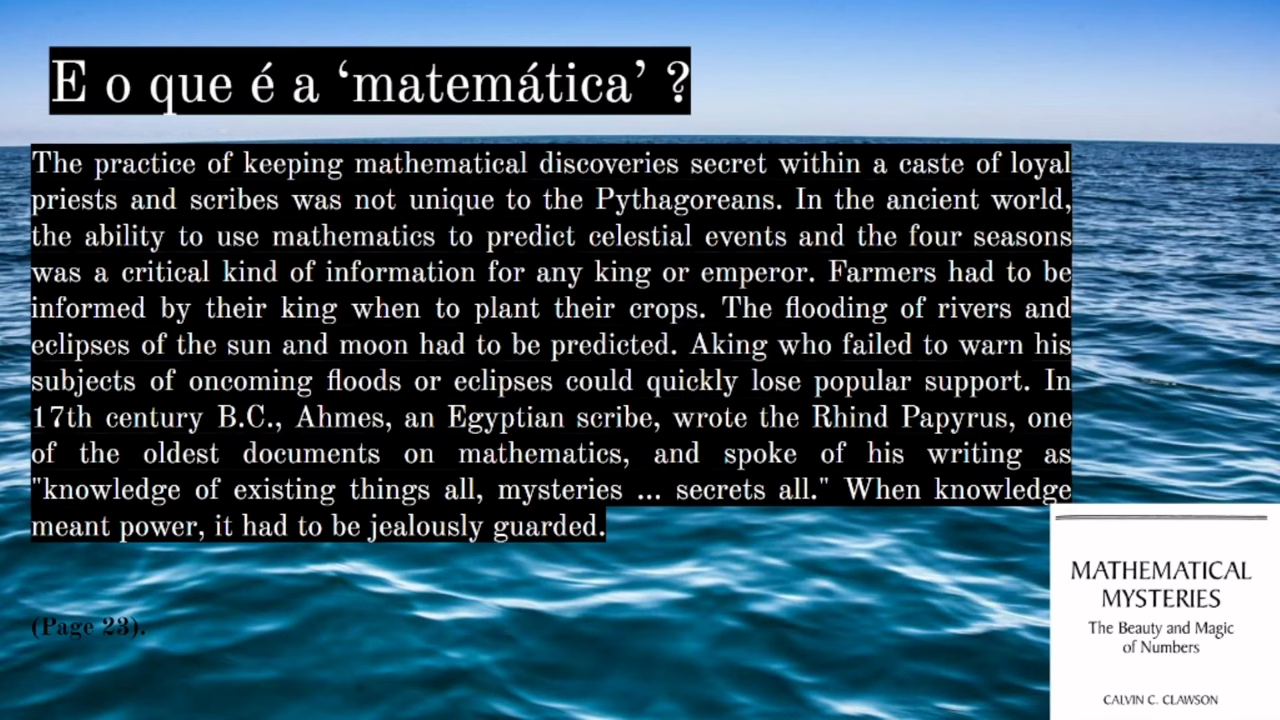 E o que é a ‘matemática’ ?
The practice of keeping mathematical discoveries secret within a caste of loyal
priests and scribes was not unique to the Pythagoreans. In the ancient world,
the ability to use mathematics to predict celestial events and the four seasons
was a critical kind of information for any king or emperor. Farmers had to be
informed by their king when to plant their crops. The flooding of rivers and
eclipses of the sun and moon had to be predicted. Aking who failed to warn his
subjects of oncoming floods or eclipses could quickly lose popular support. In
17th century B.C., Ahmes, an Egyptian scribe, wrote the Rhind Papyrus, one
of the oldest documents on mathematics, and spoke of his writing as
"knowledge of existing things all, mysteries ... secrets all." When knowledge
meant power, it had to be jealously guarded.
(Page 23).
MATHEMATICAL
MYSTERIES
The Beauty and Magic
of Numbers
CALVIN C. CLAWSON